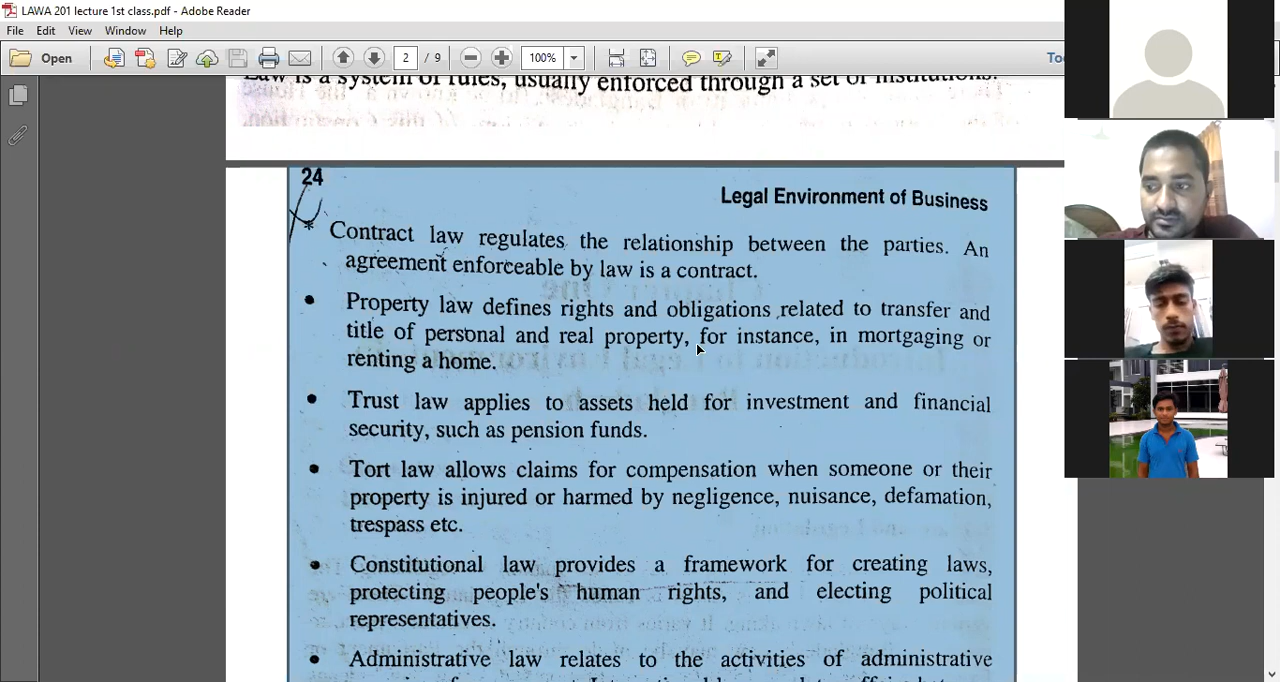 LAWA 201 lecture 1st class.pdf - Adobe Reader
File Edit View Window Help
Open
2 / 9
100%
Law is a system of rules, usually enforced through a set of institutions.
24
Legal Environment of Business
* Contract law regulates the relationship between the parties. An
agreement enforceable by law is a contract.
• Property law defines rights and obligations related to transfer and
title of personal and real property, for instance, in mortgaging or
renting a home.
• Trust law applies to assets held for investment and financial
security, such as pension funds.
• Tort law allows claims for compensation when someone or their
property is injured or harmed by negligence, nuisance, defamation,
trespass etc.
• Constitutional law provides a framework for creating laws,
protecting people's human rights, and electing political
representatives.
• Administrative law relates to the activities of administrative